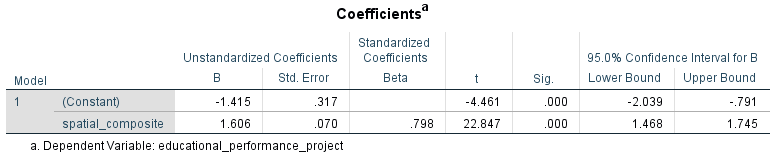 Coefficientsa
Unstandardized Coefficients Standardized Coefficients 95.0% Confidence Interval for B
Model B Std. Error Beta t Sig. Lower Bound Upper Bound
1 (Constant) -1.415 .317 -4.461 .000 -2.039 -.791
spatial_composite 1.606 .070 .798 22.847 .000 1.468 1.745
a. Dependent Variable: educational_performance_project